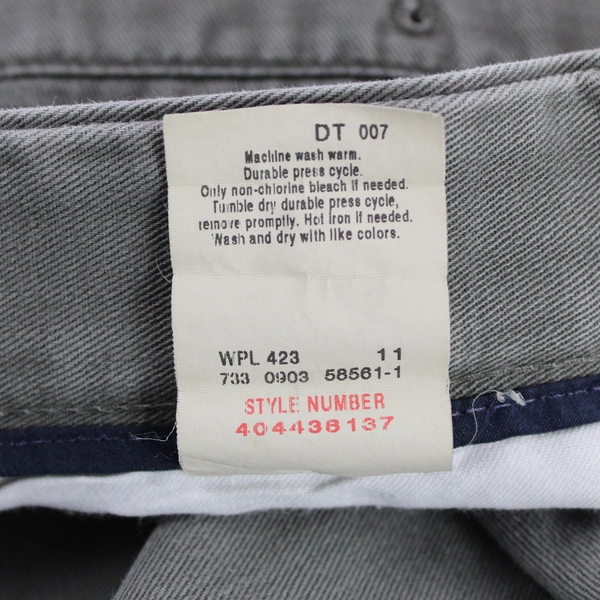 DT 007
Machine wash warm.
Durable press cycle.
Only non-chlorine bleach if needed.
Tumble dry durable press cycle,
remove promptly. Hot iron if needed.
Wash and dry with like colors.
WPL 423 11
733 0903 58561-1
STYLE NUMBER
404438137